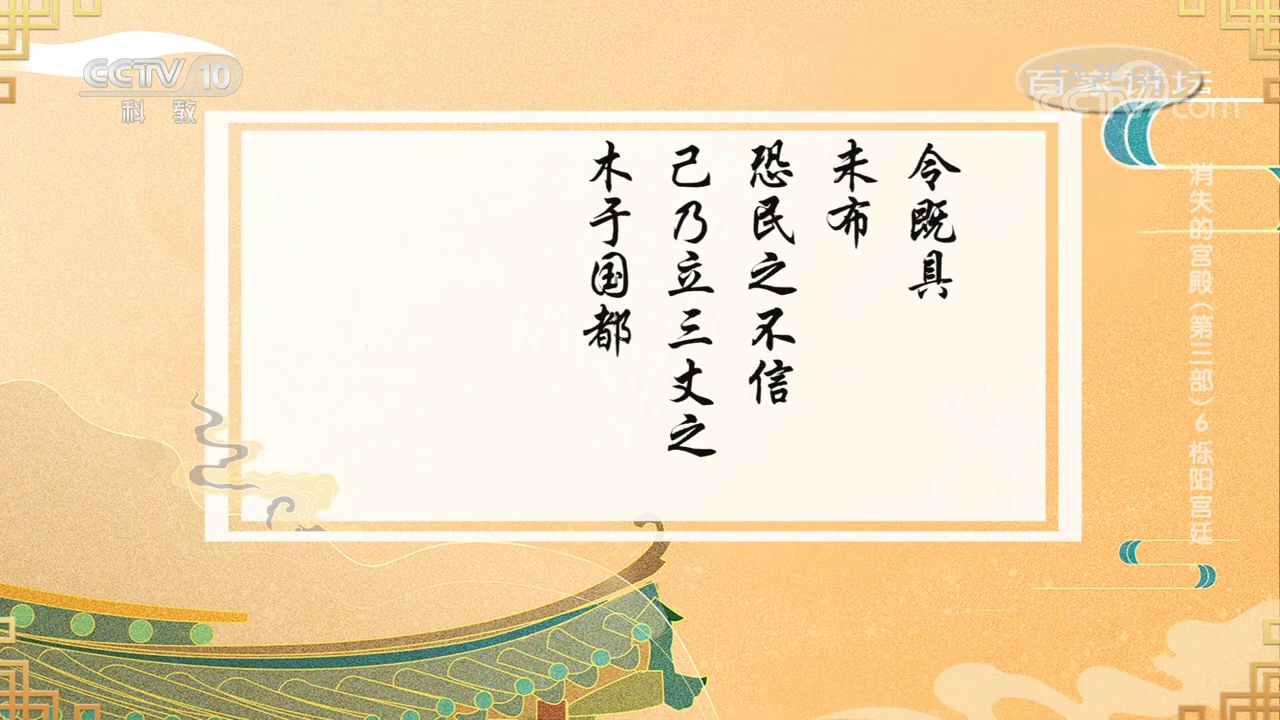 CCTV 10
科教
百家讲坛
CCTV.com
令既具
未布
恐民之不信
己乃立三丈之
木于国都
消失的宫殿（第三部）6 栎阳宫廷